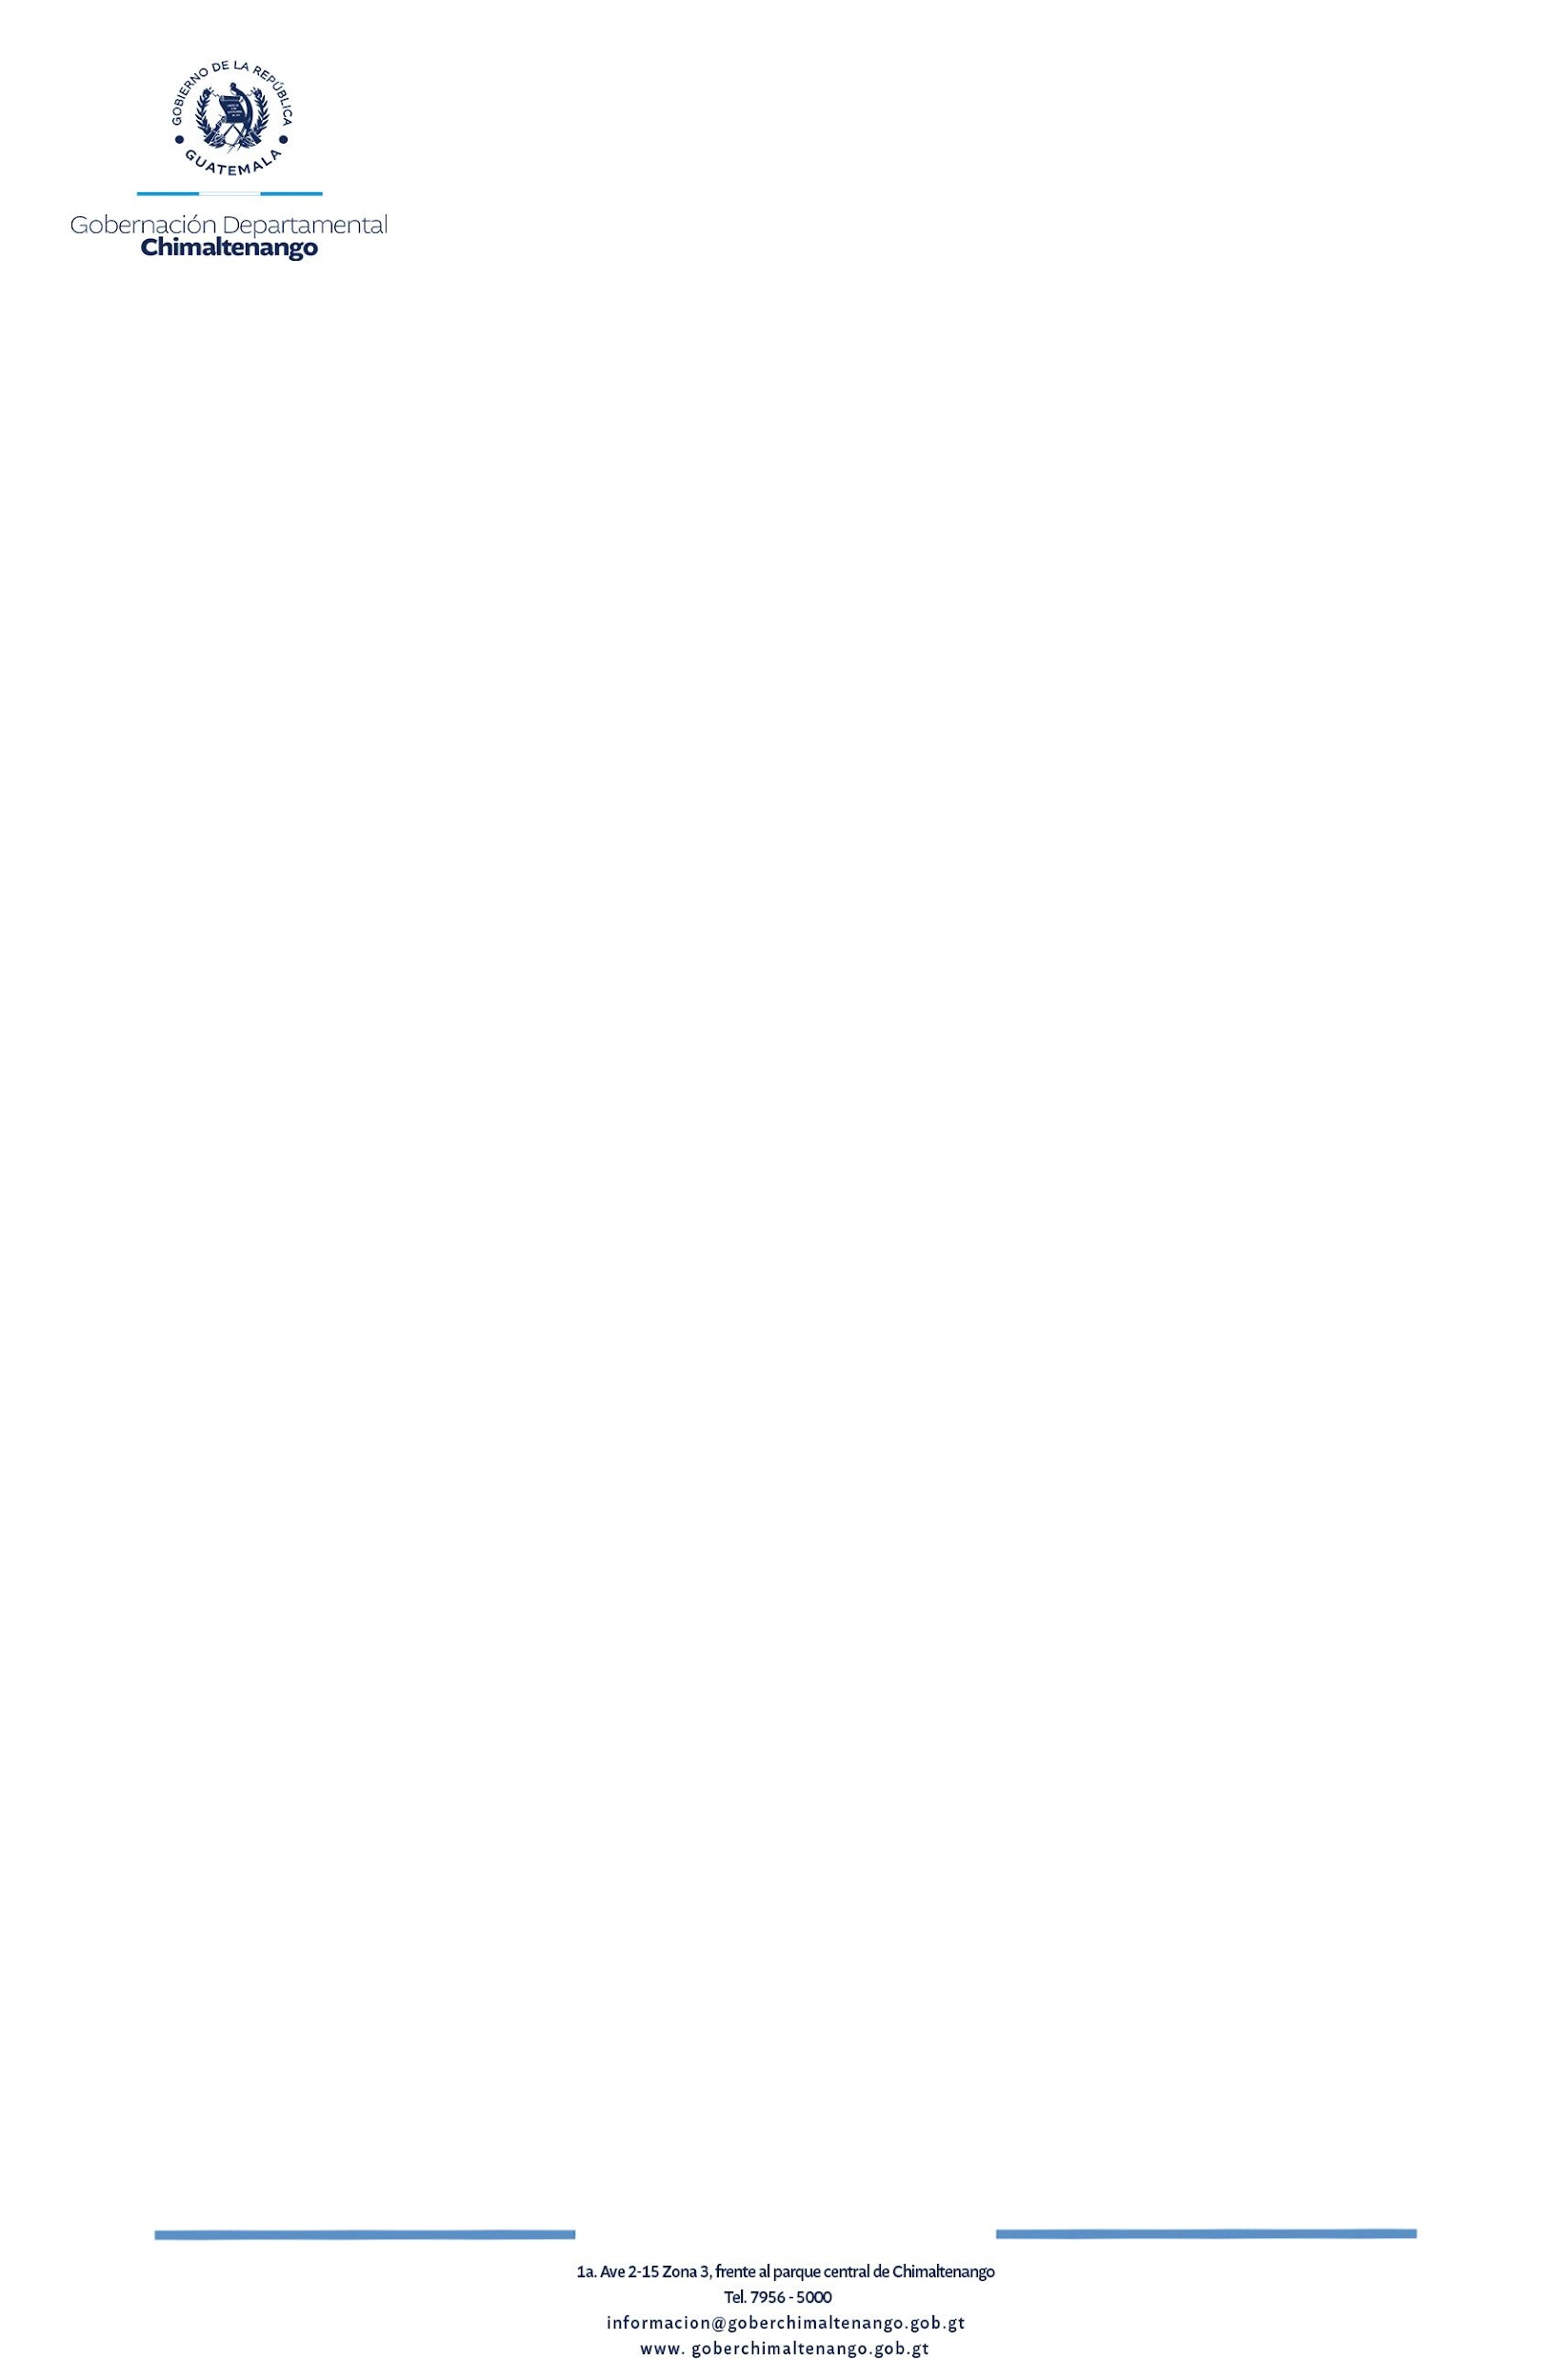 GOBIERNO DE LA REPÚBLICA
GUATEMALA
Gobernación Departamental
Chimaltenango
1a. Ave 2-15 Zona 3, frente al parque central de Chimaltenango
Tel. 7956 - 5000
informacion@goberchimaltenango.gob.gt
www. goberchimaltenango.gob.gt